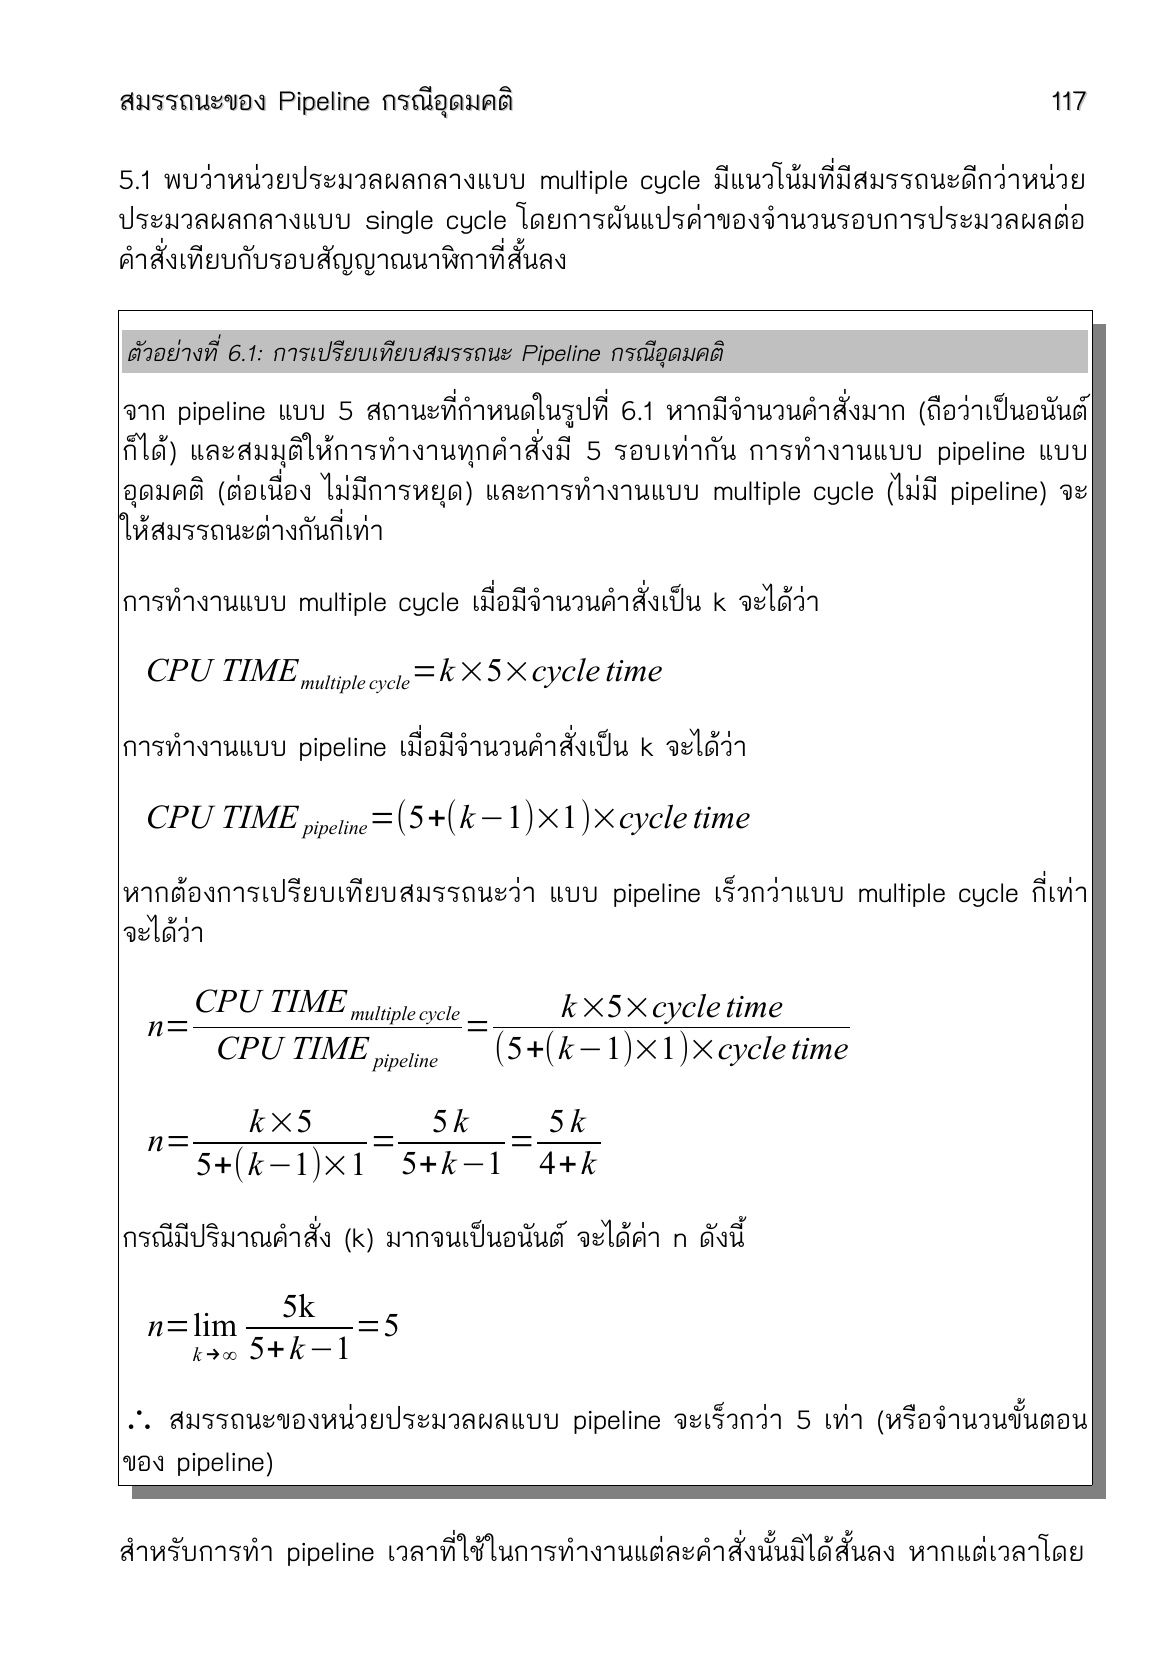 สมรรถนะของ Pipeline กรณีอุดมคติ 117
5.1 พบว่าหน่วยประมวลผลกลางแบบ multiple cycle มีแนวโน้มที่มีสมรรถนะดีกว่าหน่วย
ประมวลผลกลางแบบ single cycle โดยการผันแปรค่าของจำนวนรอบการประมวลผลต่อ
คำสั่งเทียบกับรอบสัญญาณนาฬิกาที่สั้นลง
ตัวอย่างที่ 6.1: การเปรียบเทียบสมรรถนะ Pipeline กรณีอุดมคติ
จาก pipeline แบบ 5 สถานะที่กำหนดในรูปที่ 6.1 หากมีจำนวนคำสั่งมาก (ถือว่าเป็นอนันต์
ก็ได้) และสมมุติให้การทำงานทุกคำสั่งมี 5 รอบเท่ากัน การทำงานแบบ pipeline แบบ
อุดมคติ (ต่อเนื่อง ไม่มีการหยุด) และการทำงานแบบ multiple cycle (ไม่มี pipeline) จะ
ให้สมรรถนะต่างกันกี่เท่า
การทำงานแบบ multiple cycle เมื่อมีจำนวนคำสั่งเป็น k จะได้ว่า
CPU TIME multiple cycle = k × 5 × cycle time
การทำงานแบบ pipeline เมื่อมีจำนวนคำสั่งเป็น k จะได้ว่า
CPU TIME pipeline = (5 + (k − 1) × 1) × cycle time
หากต้องการเปรียบเทียบสมรรถนะว่า แบบ pipeline เร็วกว่าแบบ multiple cycle กี่เท่า
จะได้ว่า
n = CPU TIME multiple cycle / CPU TIME pipeline = k × 5 × cycle time / (5 + (k − 1) × 1) × cycle time
n = k × 5 / 5 + (k − 1) × 1 = 5 k / 5 + k − 1 = 5 k / 4 + k
กรณีมีปริมาณคำสั่ง (k) มากจนเป็นอนันต์ จะได้ค่า n ดังนี้
n = lim k → ∞ 5k / 5 + k − 1 = 5
∴ สมรรถนะของหน่วยประมวลผลแบบ pipeline จะเร็วกว่า 5 เท่า (หรือจำนวนขั้นตอน
ของ pipeline)
สำหรับการทำ pipeline เวลาที่ใช้ในการทำงานแต่ละคำสั่งนั้นมิได้สั้นลง หากแต่เวลาโดย